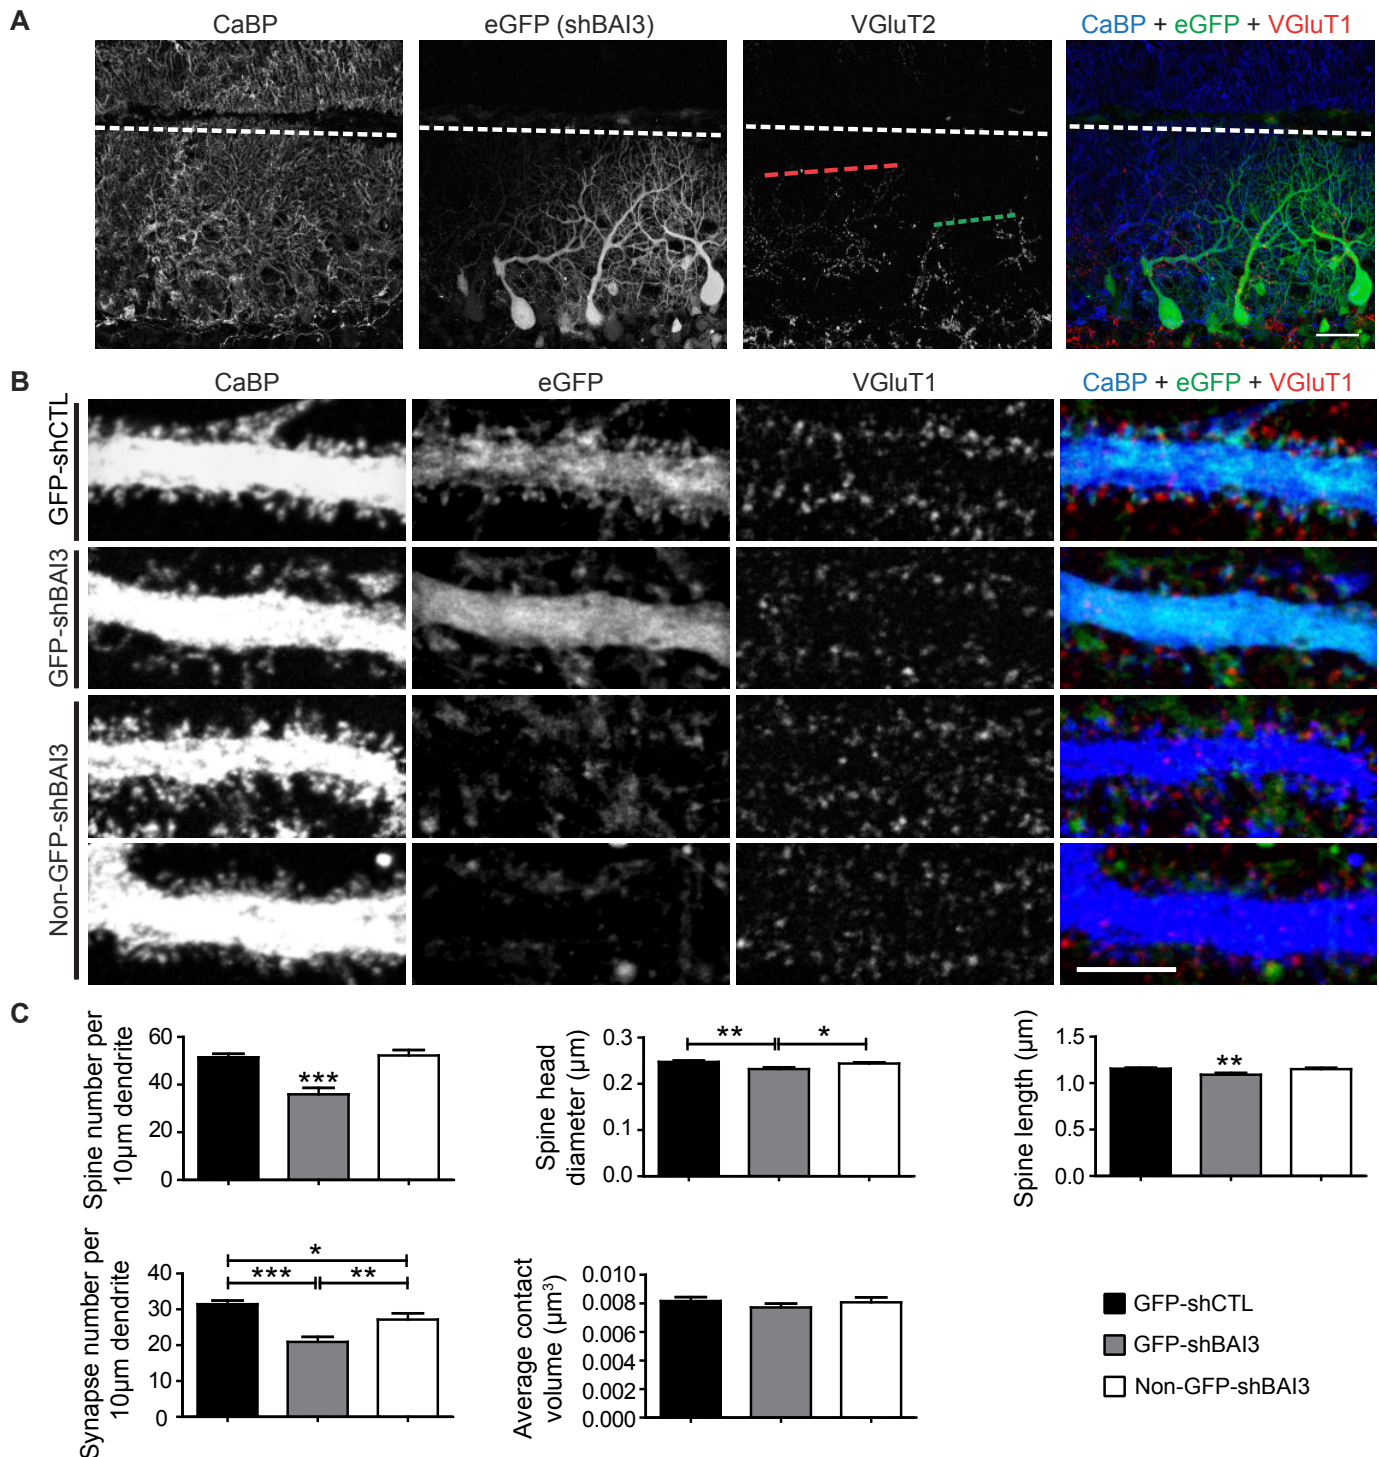 A
CaBP
eGFP (shBAI3)
VGluT2
CaBP + eGFP + VGluT1
B
CaBP
eGFP
VGluT1
CaBP + eGFP + VGluT1
GFP-shCTL
GFP-shBAI3
Non-GFP-shBAI3
C
Spine number per
10µm dendrite
60
40
20
0
***
Spine head
diameter (µm)
0.3
0.2
0.1
0.0
**
*
Spine length (µm)
1.5
1.0
0.5
0.0
**
Synapse number per
10µm dendrite
40
30
20
10
0
*
***
**
Average contact
volume (µm³)
0.010
0.008
0.006
0.004
0.002
0.000
GFP-shCTL
GFP-shBAI3
Non-GFP-shBAI3